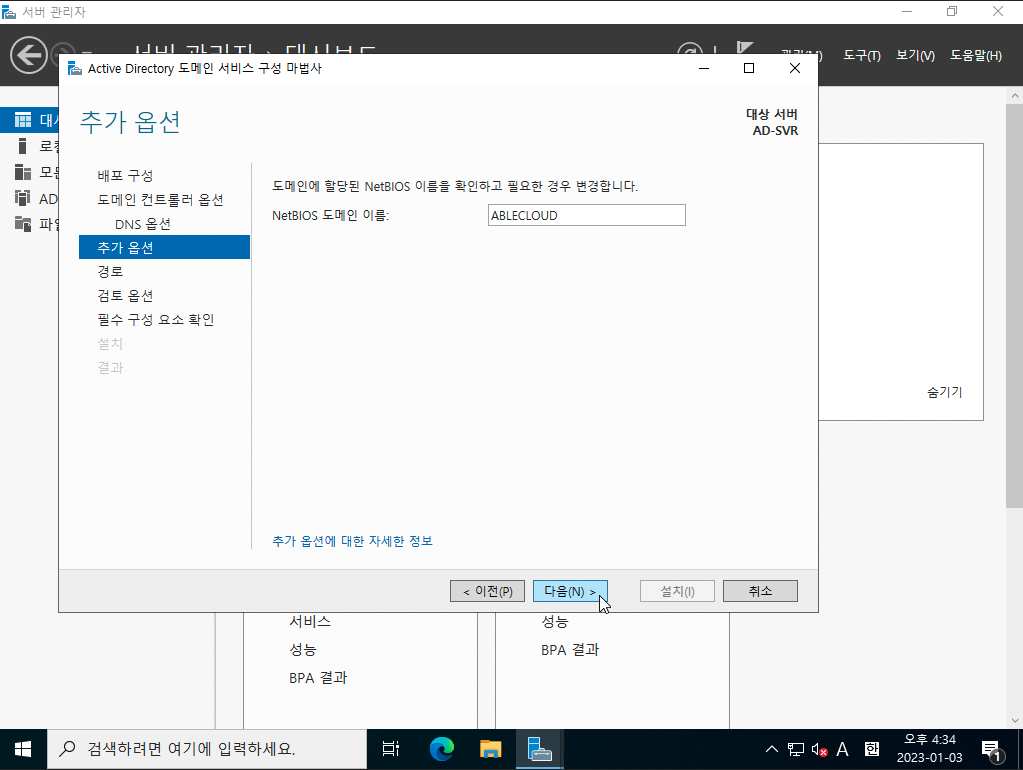 서버 관리자
관리(M)
도구(T)
보기(V)
도움말(H)
Active Directory 도메인 서비스 구성 마법사
추가 옵션
대상 서버
AD-SVR
배포 구성
도메인 컨트롤러 옵션
DNS 옵션
추가 옵션
경로
검토 옵션
필수 구성 요소 확인
설치
결과
도메인에 할당된 NetBIOS 이름을 확인하고 필요한 경우 변경합니다.
NetBIOS 도메인 이름:
ABLECLOUD
추가 옵션에 대한 자세한 정보
< 이전(P)
다음(N) >
설치(I)
취소
숨기기
AD
서비스
성능
BPA 결과
성능
BPA 결과
검색하려면 여기에 입력하세요.
A
한
오후 4:34
2023-01-03
1